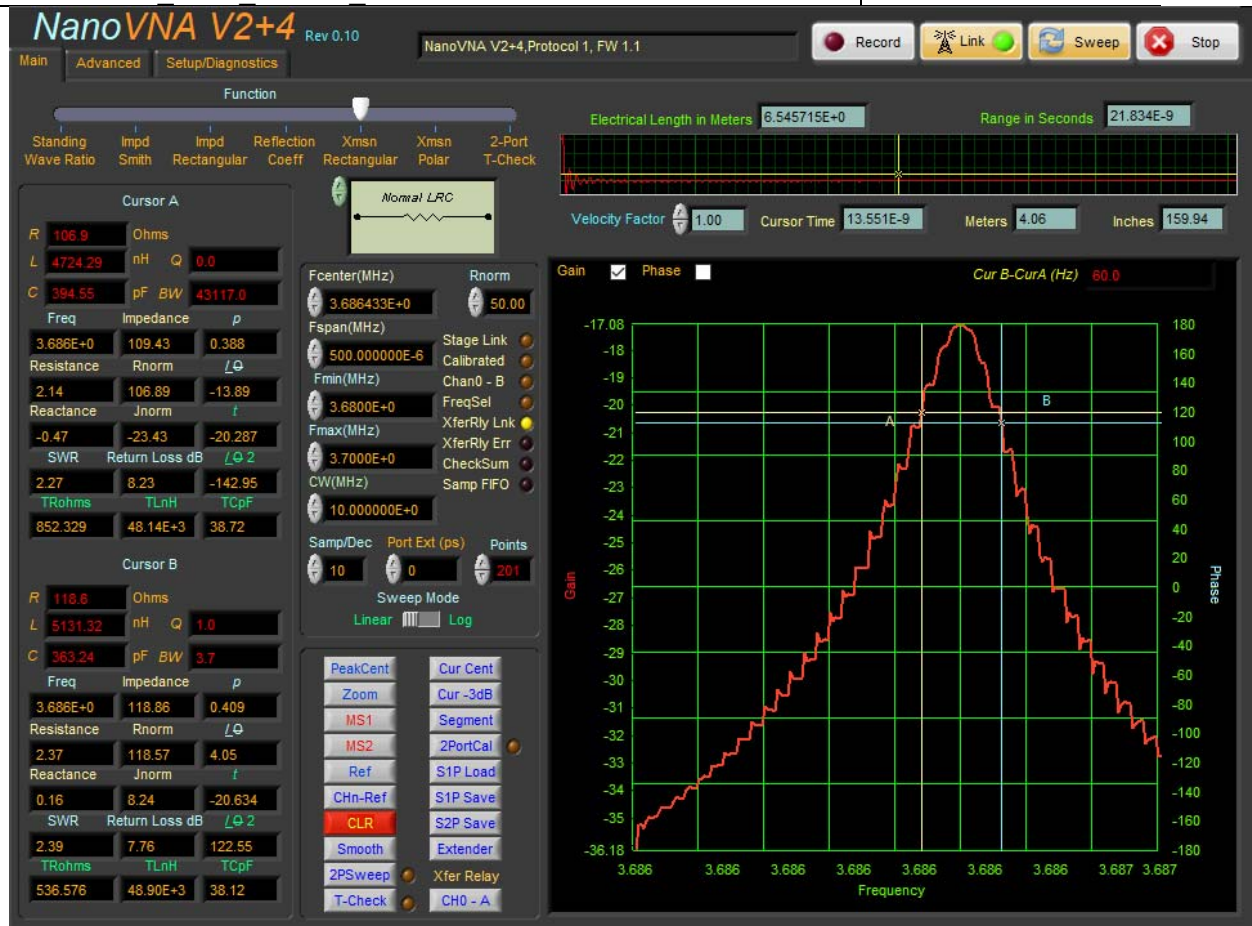 NanoVNA V2+4 Rev 0.10
NanoVNA V2+4,Protocol 1, FW 1.1
Record Link Sweep Stop
Main Advanced Setup/Diagnostics
Function
Standing Wave Ratio
Impd Smith
Impd Rectangular
Reflection Coeff
Xmsn Rectangular
Xmsn Polar
2-Port T-Check
Electrical Length in Meters 6.545715E+0
Range in Seconds 21.834E-9
Velocity Factor 1.00 Cursor Time 13.551E-9 Meters 4.06 Inches 159.94
Cursor A
R 106.9 Ohms
L 4724.29 nH Q 0.0
C 394.55 pF BW 43117.0
Freq Impedance ρ
3.686E+0 109.43 0.388
Resistance Rnorm /Θ
2.14 106.89 -13.89
Reactance Jnorm t
-0.47 -23.43 -20.287
SWR Return Loss dB /Θ 2
2.27 8.23 -142.95
TRohms TLnH TCpF
852.329 48.14E+3 38.72
Cursor B
R 118.6 Ohms
L 5131.32 nH Q 1.0
C 363.24 pF BW 3.7
Freq Impedance ρ
3.686E+0 118.86 0.409
Resistance Rnorm /Θ
2.37 118.57 4.05
Reactance Jnorm t
0.16 8.24 -20.634
SWR Return Loss dB /Θ 2
2.39 7.76 122.55
TRohms TLnH TCpF
536.576 48.90E+3 38.12
Normal LRC
Fcenter(MHz) Rnorm
3.686433E+0 50.00
Fspan(MHz)
500.000000E-6
Fmin(MHz)
3.6800E+0
Fmax(MHz)
3.7000E+0
CW(MHz)
10.000000E+0
Stage Link
Calibrated
Chan0 - B
FreqSel
XferRly Lnk
XferRly Err
CheckSum
Samp FIFO
Samp/Dec Port Ext (ps) Points
10 0 201
Sweep Mode
Linear Log
PeakCent Cur Cent
Zoom Cur -3dB
MS1 Segment
MS2 2PortCal
Ref S1P Load
CHn-Ref S1P Save
CLR S2P Save
Smooth Extender
2PSweep Xfer Relay
T-Check CH0 - A
Gain Phase
Cur B-CurA (Hz) 60.0
-17.08
-18
-19
-20
-21
-22
-23
-24
-25
-26
-27
-28
-29
-30
-31
-32
-33
-34
-35
-36.18
Gain
A
B
180
160
140
120
100
80
60
40
20
0
-20
-40
-60
-80
-100
-120
-140
-160
-180
Phase
3.686 3.686 3.686 3.686 3.686 3.686 3.687 3.687
Frequency